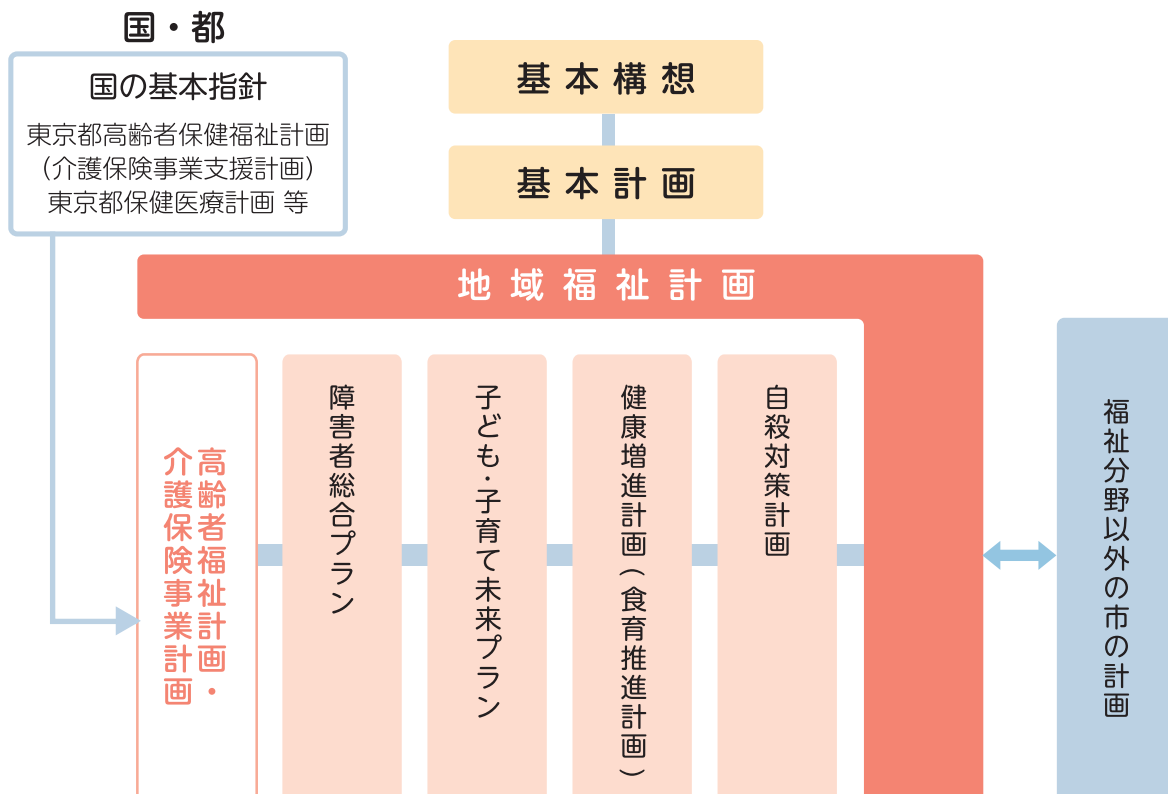 国・都
国の基本指針
東京都高齢者保健福祉計画
（介護保険事業支援計画）
東京都保健医療計画 等
基本構想
基本計画
地域福祉計画
高齢者福祉計画・
介護保険事業計画
障害者総合プラン
子ども・子育て未来プラン
健康増進計画（食育推進計画）
自殺対策計画
福祉分野以外の市の計画